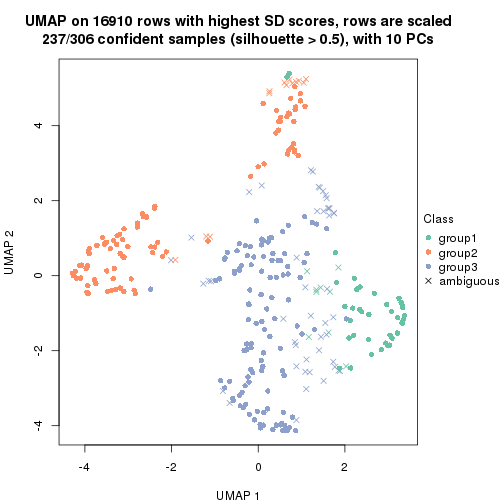 UMAP on 16910 rows with highest SD scores, rows are scaled
237/306 confident samples (silhouette > 0.5), with 10 PCs
4
2
0
-2
-4
UMAP 2
-4
-2
0
2
UMAP 1
Class
group1
group2
group3
ambiguous